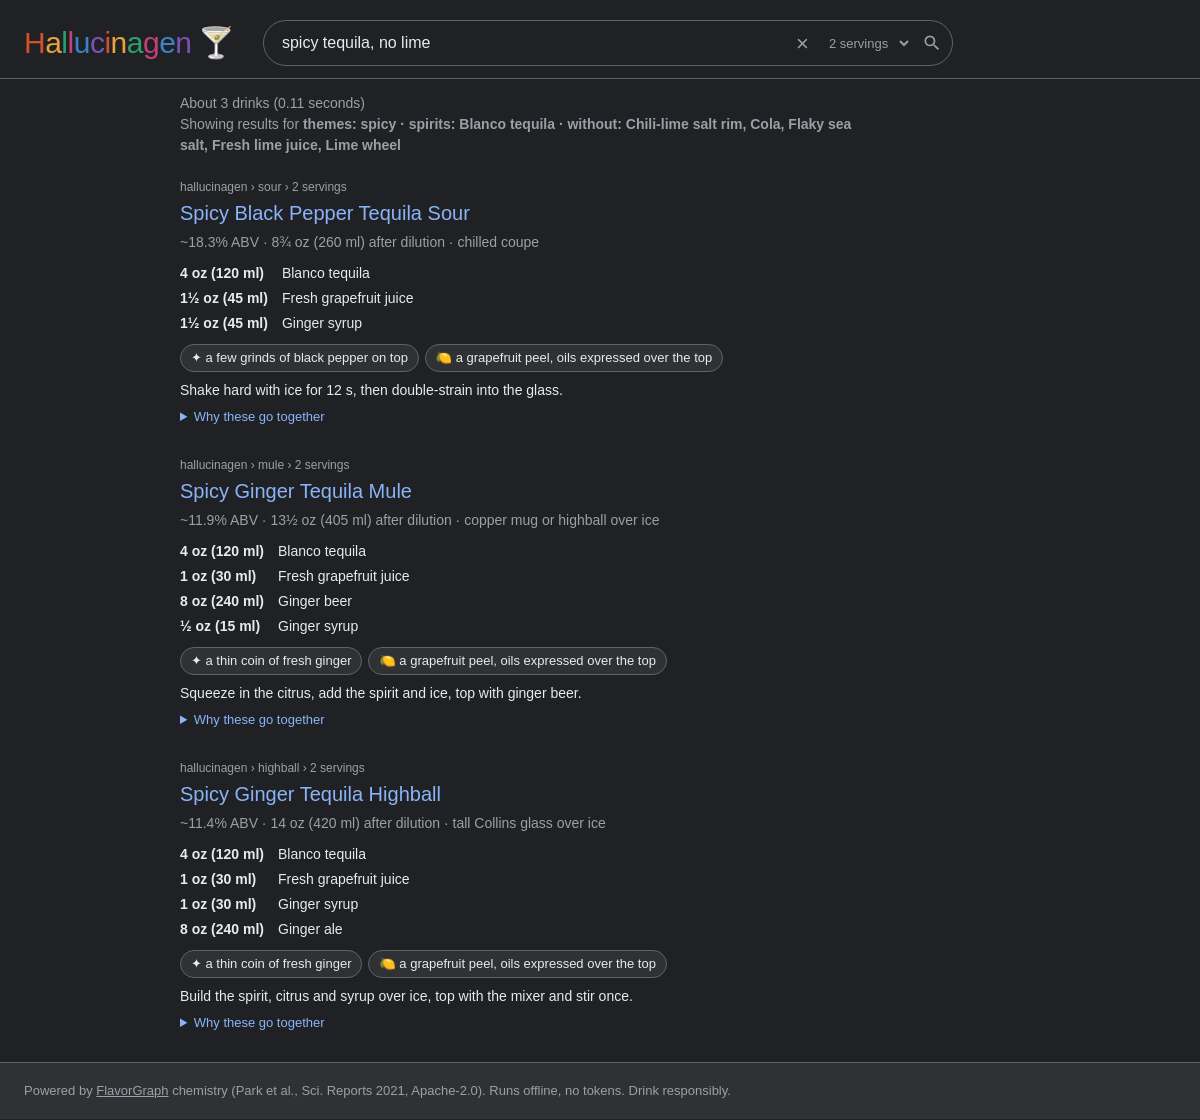 Hallucinagen
spicy tequila, no lime
2 servings
About 3 drinks (0.11 seconds)
Showing results for themes: spicy · spirits: Blanco tequila · without: Chili-lime salt rim, Cola, Flaky sea
salt, Fresh lime juice, Lime wheel
hallucinagen › sour › 2 servings
Spicy Black Pepper Tequila Sour
~18.3% ABV · 8¾ oz (260 ml) after dilution · chilled coupe
4 oz (120 ml) Blanco tequila
1½ oz (45 ml) Fresh grapefruit juice
1½ oz (45 ml) Ginger syrup
✦ a few grinds of black pepper on top 🍋 a grapefruit peel, oils expressed over the top
Shake hard with ice for 12 s, then double-strain into the glass.
Why these go together
hallucinagen › mule › 2 servings
Spicy Ginger Tequila Mule
~11.9% ABV · 13½ oz (405 ml) after dilution · copper mug or highball over ice
4 oz (120 ml) Blanco tequila
1 oz (30 ml) Fresh grapefruit juice
8 oz (240 ml) Ginger beer
½ oz (15 ml) Ginger syrup
✦ a thin coin of fresh ginger 🍋 a grapefruit peel, oils expressed over the top
Squeeze in the citrus, add the spirit and ice, top with ginger beer.
Why these go together
hallucinagen › highball › 2 servings
Spicy Ginger Tequila Highball
~11.4% ABV · 14 oz (420 ml) after dilution · tall Collins glass over ice
4 oz (120 ml) Blanco tequila
1 oz (30 ml) Fresh grapefruit juice
1 oz (30 ml) Ginger syrup
8 oz (240 ml) Ginger ale
✦ a thin coin of fresh ginger 🍋 a grapefruit peel, oils expressed over the top
Build the spirit, citrus and syrup over ice, top with the mixer and stir once.
Why these go together
Powered by FlavorGraph chemistry (Park et al., Sci. Reports 2021, Apache-2.0). Runs offline, no tokens. Drink responsibly.